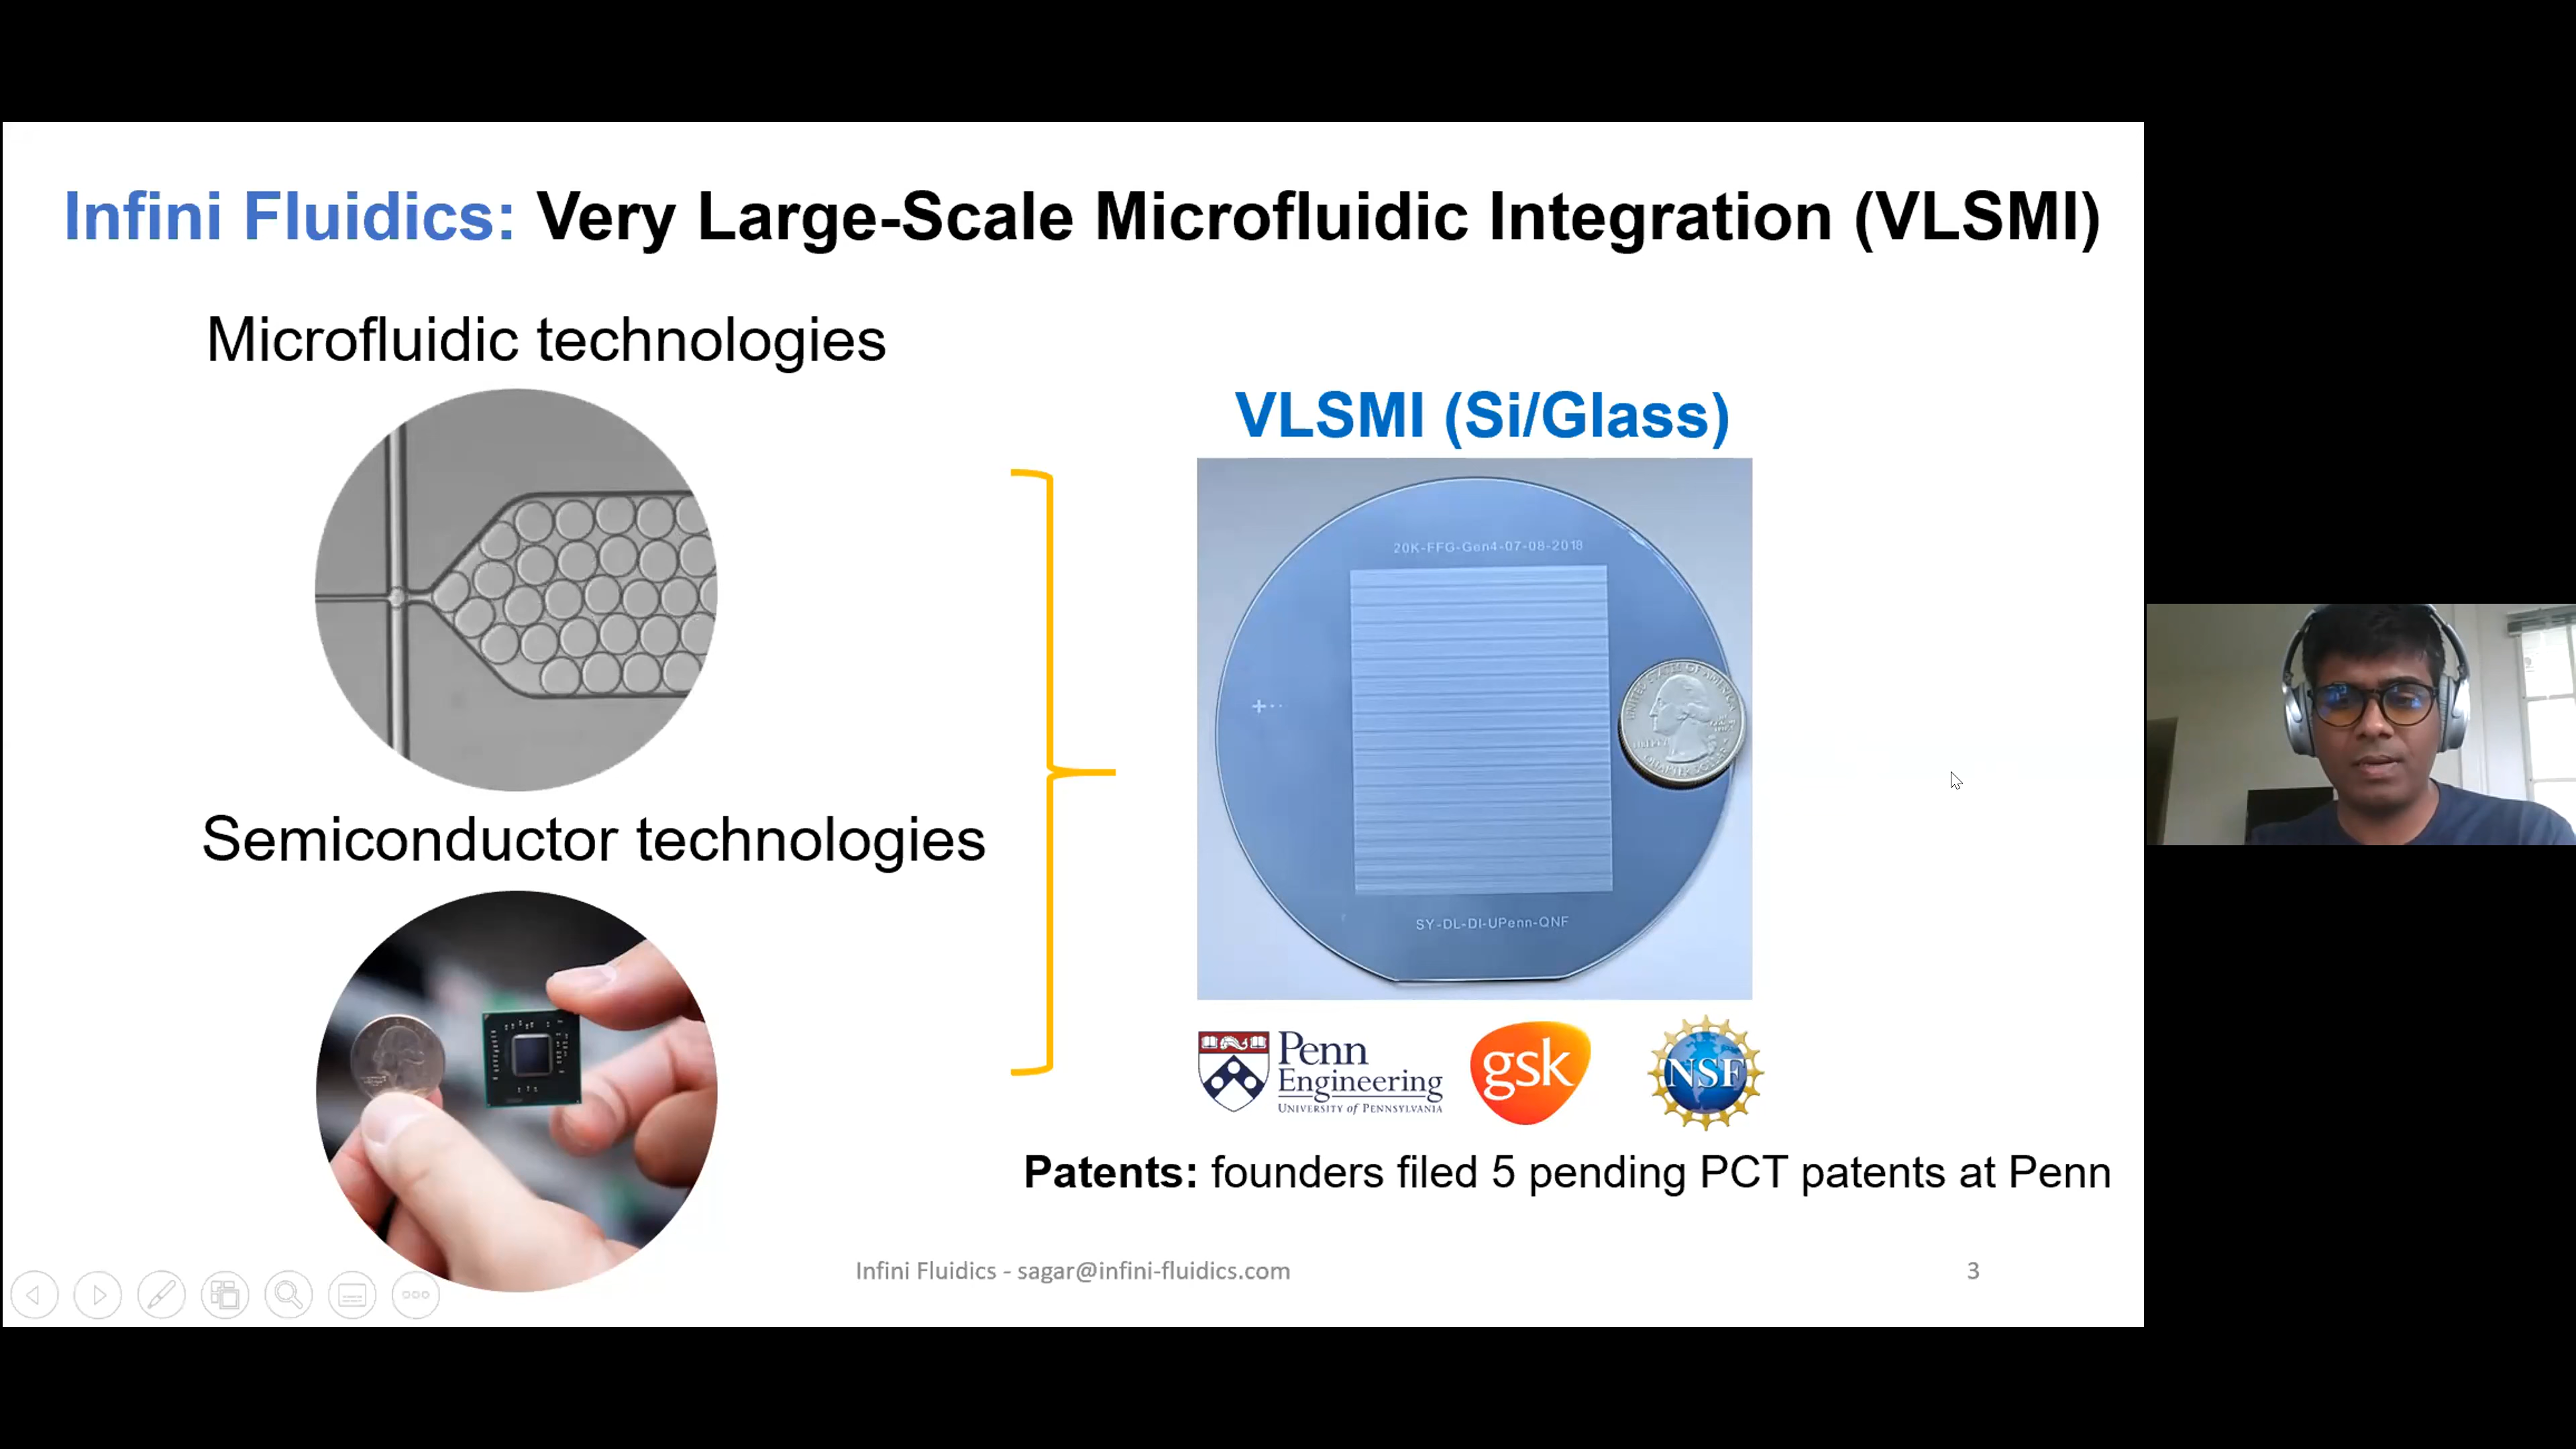 Infini Fluidics: Very Large-Scale Microfluidic Integration (VLSMI)
Microfluidic technologies
VLSMI (Si/Glass)
20K-FFG-Gen4-07-08-2018
SY-DL-DI-UPenn-QNF
Semiconductor technologies
Penn
Engineering
UNIVERSITY of PENNSYLVANIA
gsk
NSF
Patents: founders filed 5 pending PCT patents at Penn
Infini Fluidics - sagar@infini-fluidics.com
3